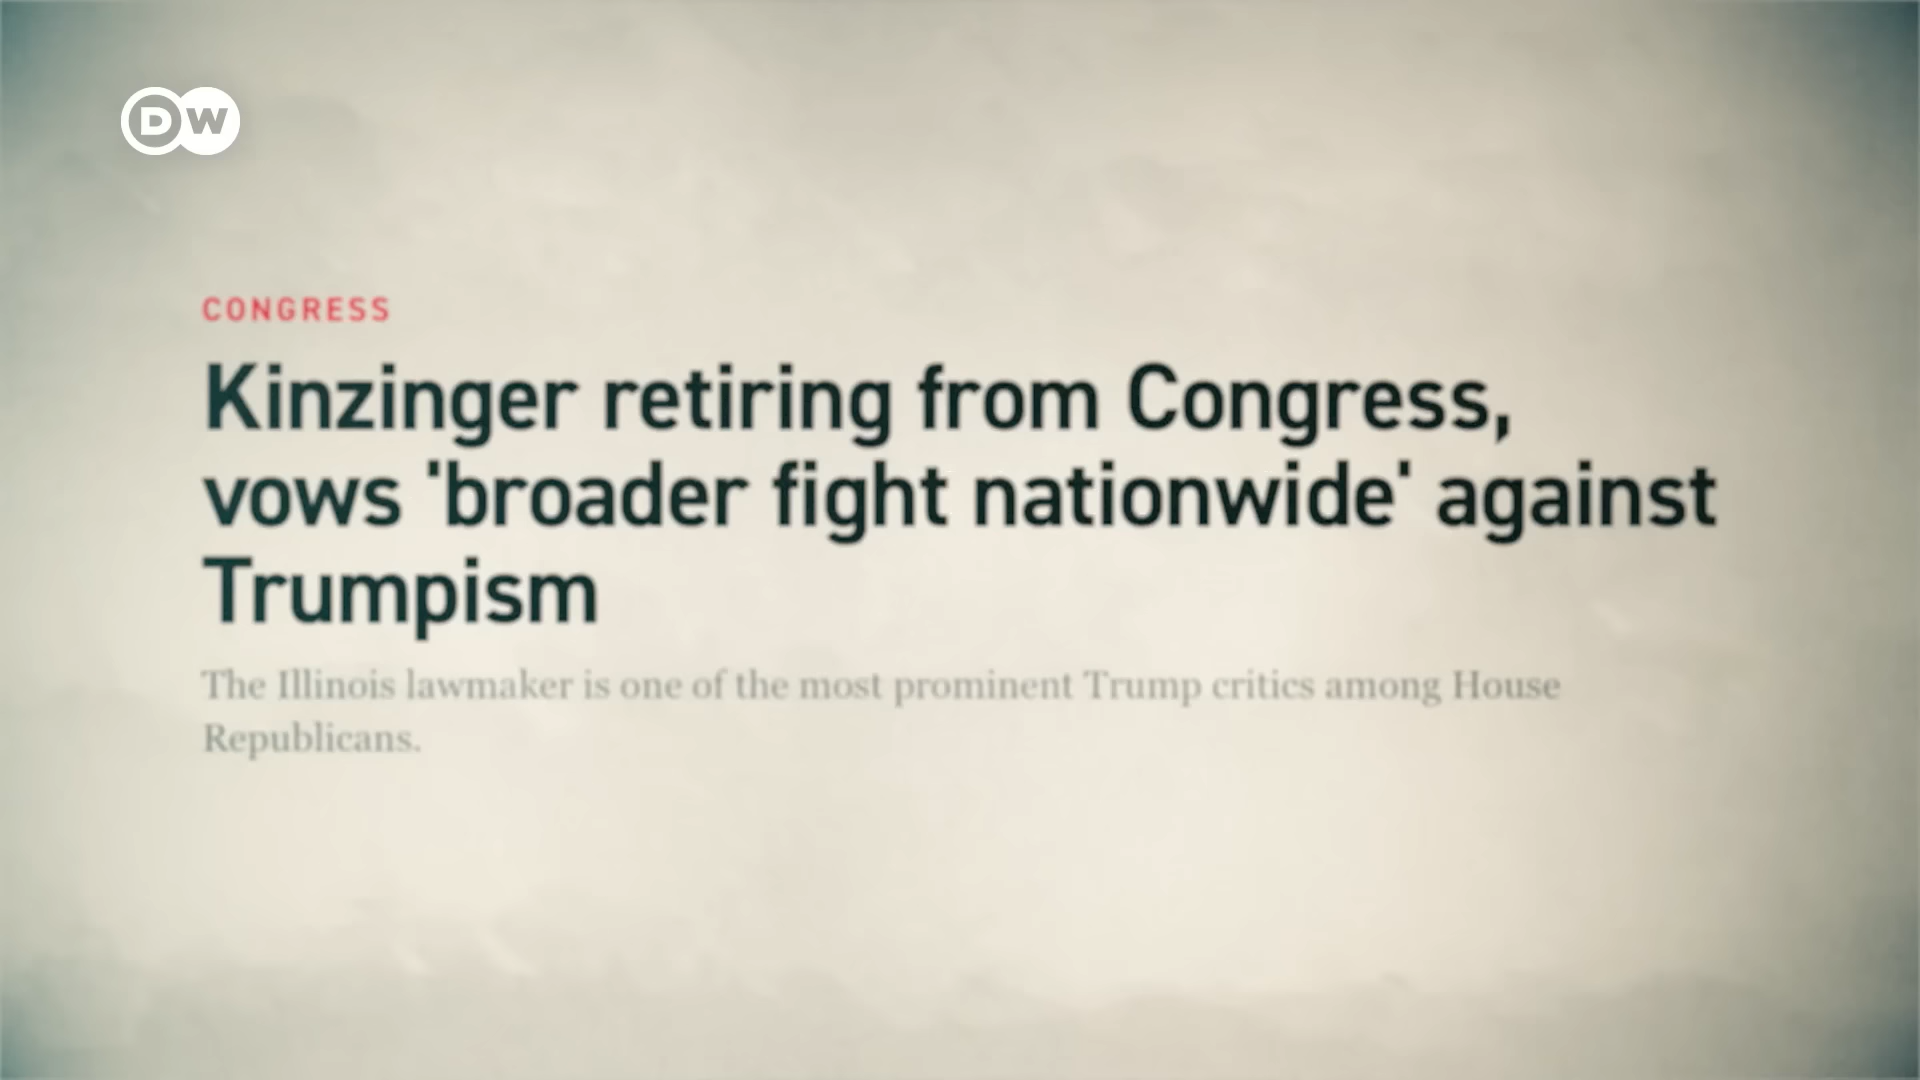 DW
CONGRESS
Kinzinger retiring from Congress,
vows 'broader fight nationwide' against
Trumpism
The Illinois lawmaker is one of the most prominent Trump critics among House
Republicans.